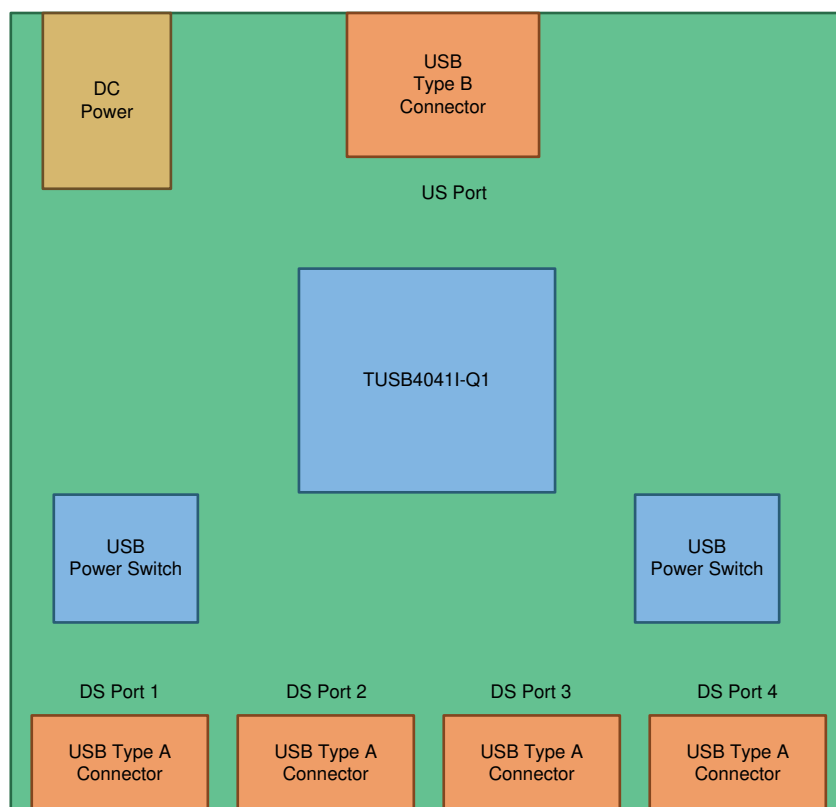 DC
Power
USB
Type B
Connector
US Port
TUSB4041I-Q1
USB
Power Switch
USB
Power Switch
DS Port 1
DS Port 2
DS Port 3
DS Port 4
USB Type A
Connector
USB Type A
Connector
USB Type A
Connector
USB Type A
Connector